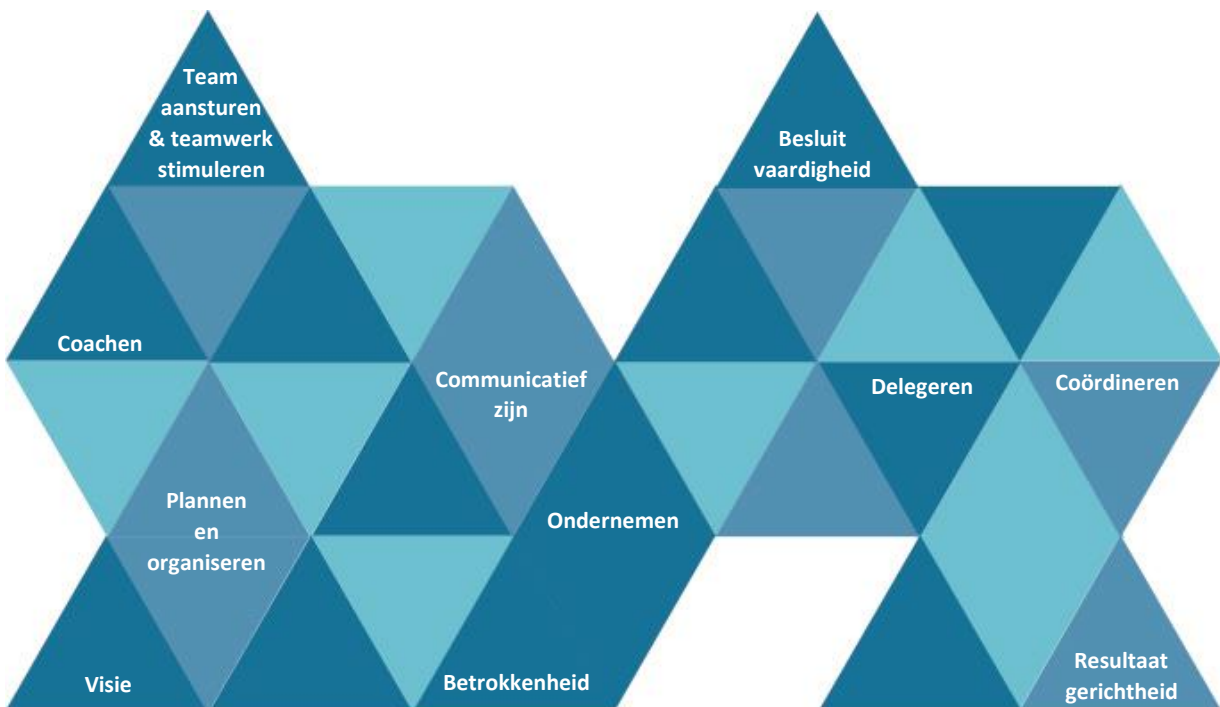 Team
aansturen
& teamwerk
stimuleren
Besluit
vaardigheid
Coachen
Communicatief
zijn
Delegeren
Coördineren
Plannen
en
organiseren
Ondernemen
Visie
Betrokkenheid
Resultaat
gerichtheid